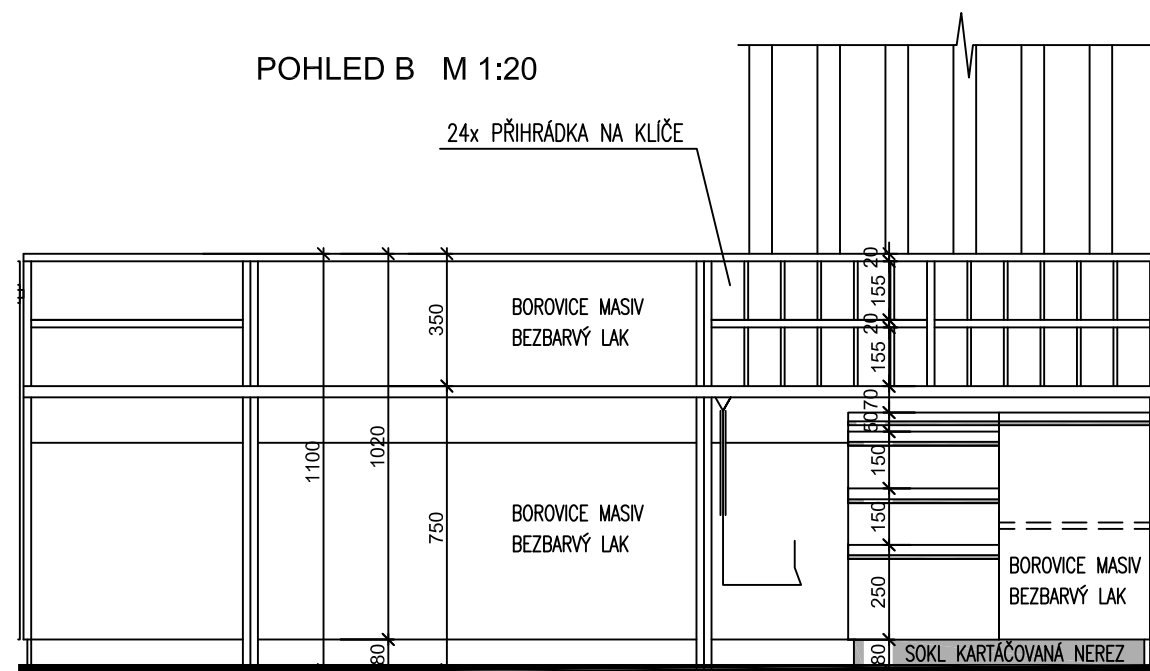 POHLED B M 1:20
24x PŘIHRÁDKA NA KLÍČE
20
155
20
155
350
BOROVICE MASIV
BEZBARVÝ LAK
70
50
1100
1020
150
750
BOROVICE MASIV
BEZBARVÝ LAK
150
BOROVICE MASIV
BEZBARVÝ LAK
250
80
80
SOKL KARTÁČOVANÁ NEREZ